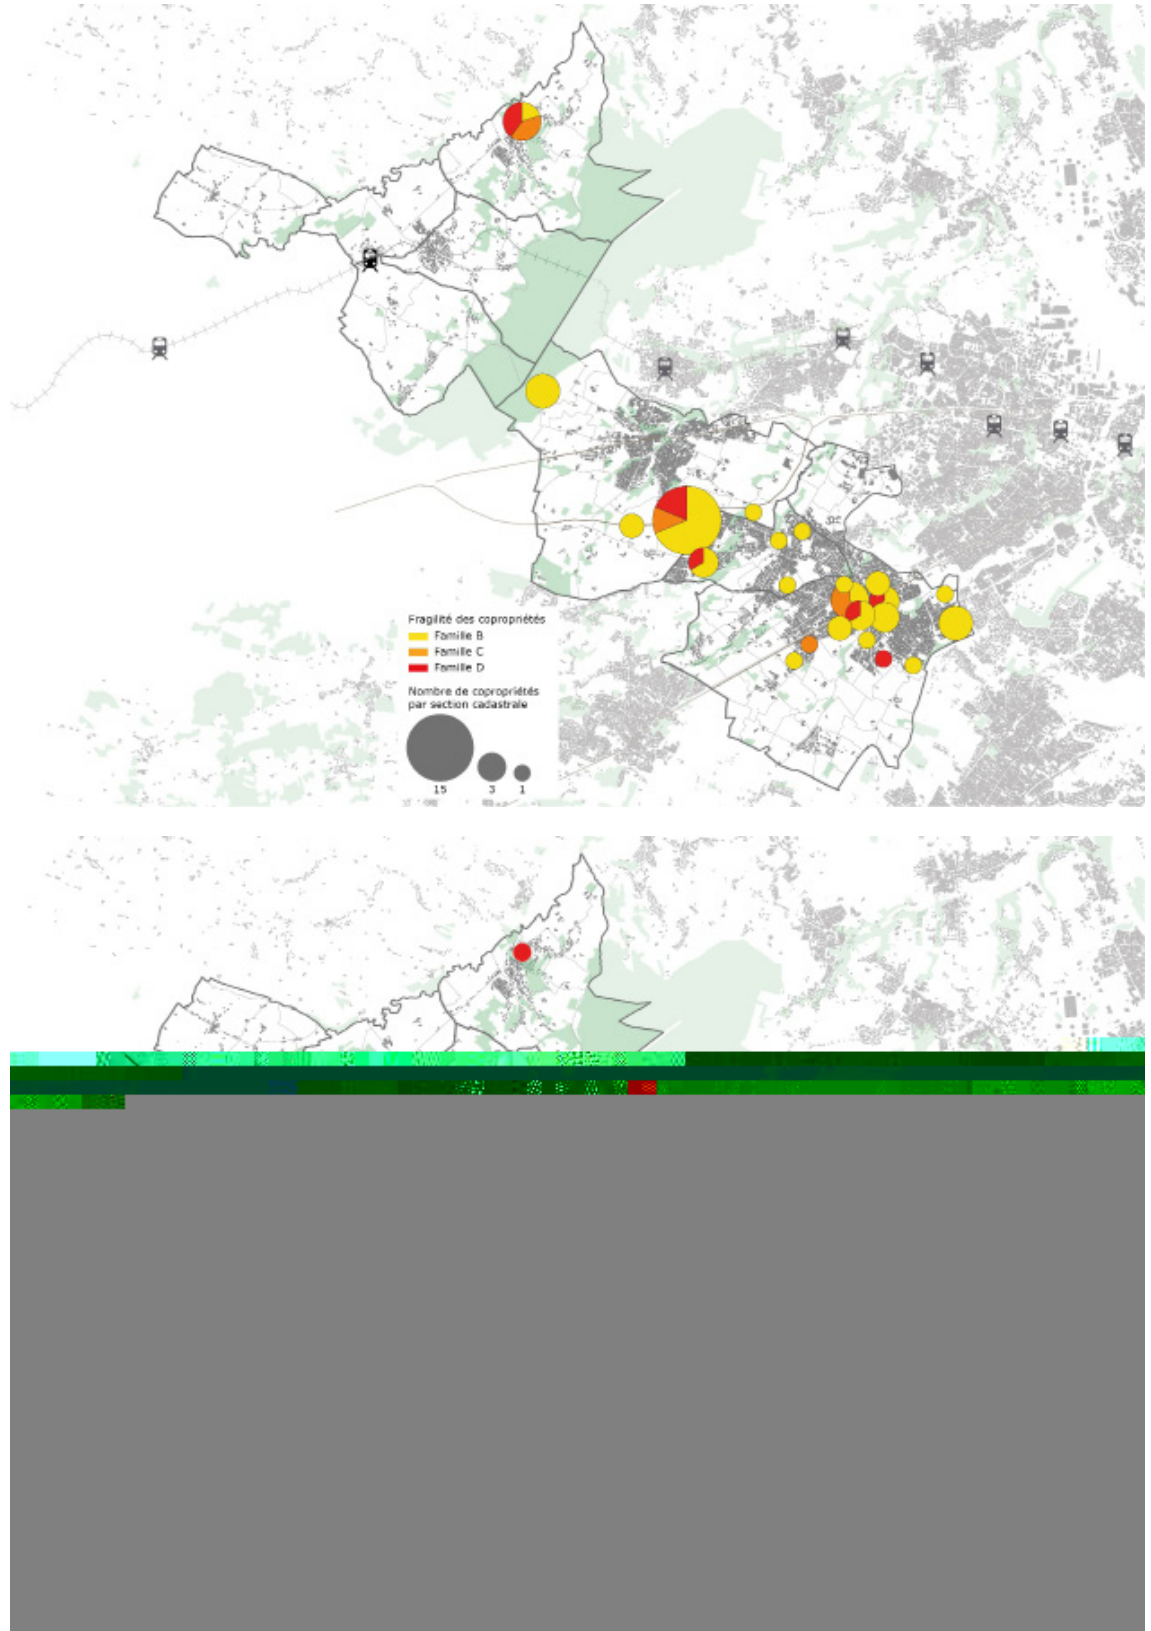 Fragilité des copropriétés
Famille B
Famille C
Famille D
Nombre de copropriétés
par section cadastrale
15 3 1